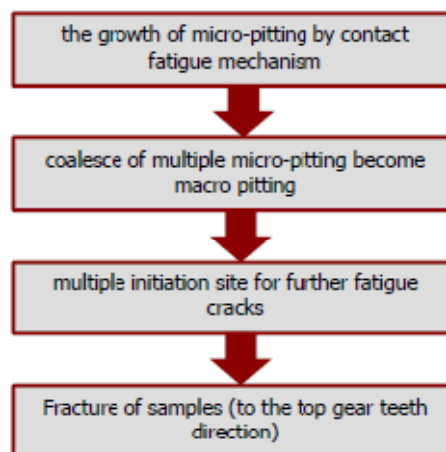 the growth of micro-pitting by contact
fatigue mechanism
coalesce of multiple micro-pitting become
macro pitting
multiple initiation site for further fatigue
cracks
Fracture of samples (to the top gear teeth
direction)